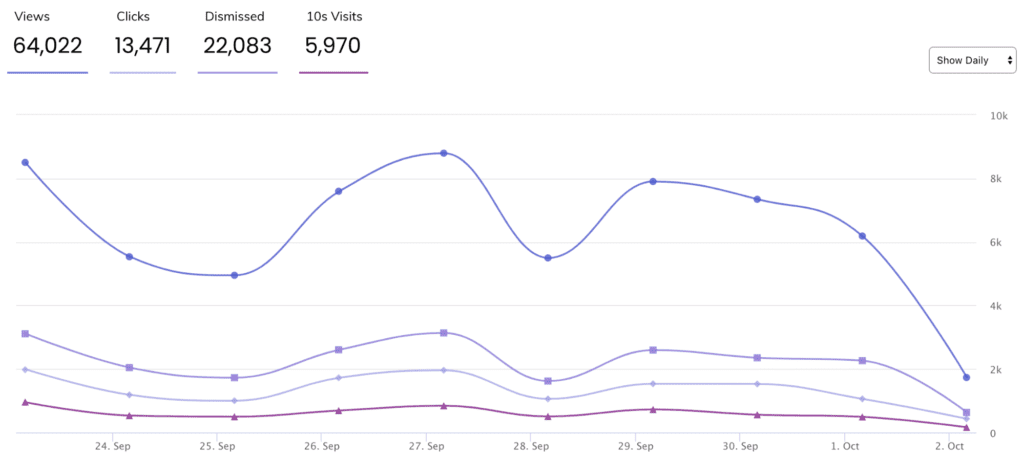 Views Clicks Dismissed 10s Visits
64,022 13,471 22,083 5,970
Show Daily
10k
8k
6k
4k
2k
0
24. Sep 25. Sep 26. Sep 27. Sep 28. Sep 29. Sep 30. Sep 1. Oct 2. Oct